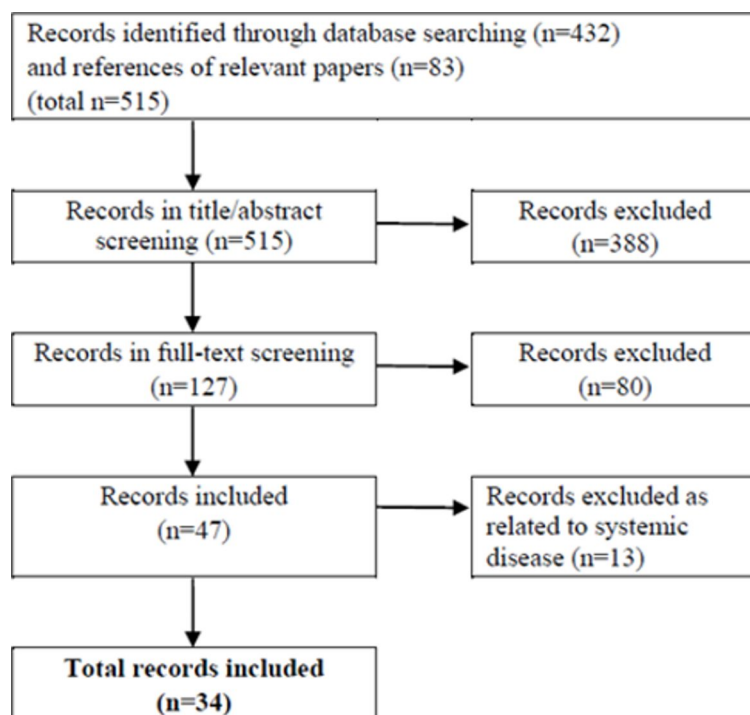 Records identified through database searching (n=432)
and references of relevant papers (n=83)
(total n=515)
Records in title/abstract
screening (n=515)
Records excluded
(n=388)
Records in full-text screening
(n=127)
Records excluded
(n=80)
Records included
(n=47)
Records excluded as
related to systemic
disease (n=13)
Total records included
(n=34)